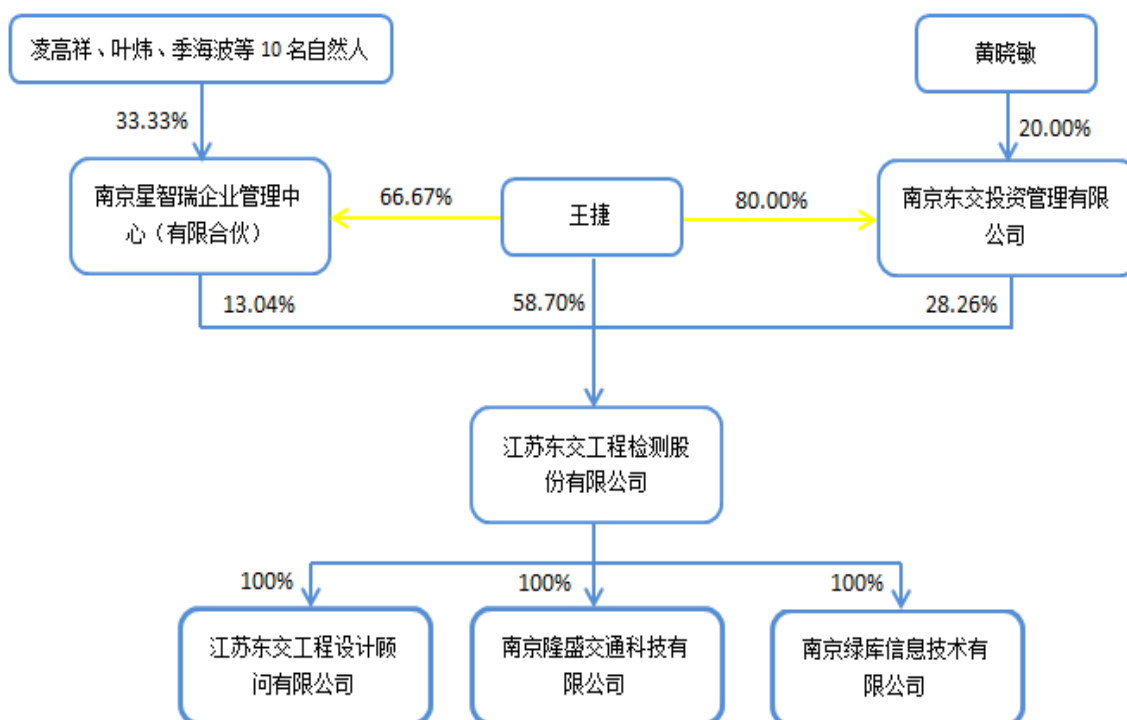 凌高祥、叶炜、季海波等 10 名自然人
黄晓敏
33.33%
20.00%
南京星智瑞企业管理中
心（有限合伙）
66.67%
王捷
80.00%
南京东交投资管理有限
公司
13.04%
58.70%
28.26%
江苏东交工程检测股
份有限公司
100%
100%
100%
江苏东交工程设计顾
问有限公司
南京隆盛交通科技有
限公司
南京绿库信息技术有
限公司